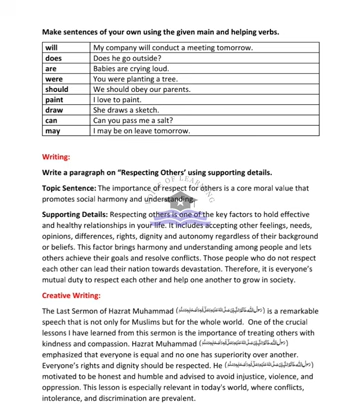 Make sentences of your own using the given main and helping verbs.
will My company will conduct a meeting tomorrow.
does Does he go outside?
are Babies are crying loud.
were You were planting a tree.
should We should obey our parents.
paint I love to paint.
draw She draws a sketch.
can Can you pass me a salt?
may I may be on leave tomorrow.
Writing:
Write a paragraph on “Respecting Others’ using supporting details.
Topic Sentence: The importance of respect for others is a core moral value that
promotes social harmony and understanding.
Supporting Details: Respecting others is one of the key factors to hold effective
and healthy relationships in your life. It includes accepting other feelings, needs,
opinions, differences, rights, dignity and autonomy regardless of their background
or beliefs. This factor brings harmony and understanding among people and lets
others achieve their goals and resolve conflicts. Those people who do not respect
each other can lead their nation towards devastation. Therefore, it is everyone's
mutual duty to respect each other and help one another to grow in society.
Creative Writing:
The Last Sermon of Hazrat Muhammad ( ) is a remarkable
speech that is not only for Muslims but for the whole world. One of the crucial
lessons I have learned from this sermon is the importance of treating others with
kindness and compassion. Hazrat Muhammad ( )
emphasized that everyone is equal and no one has superiority over another.
Everyone's rights and dignity should be respected. He ( )
motivated to be honest and humble and advised to avoid injustice, violence, and
oppression. This lesson is especially relevant in today's world, where conflicts,
intolerance, and discrimination are prevalent.